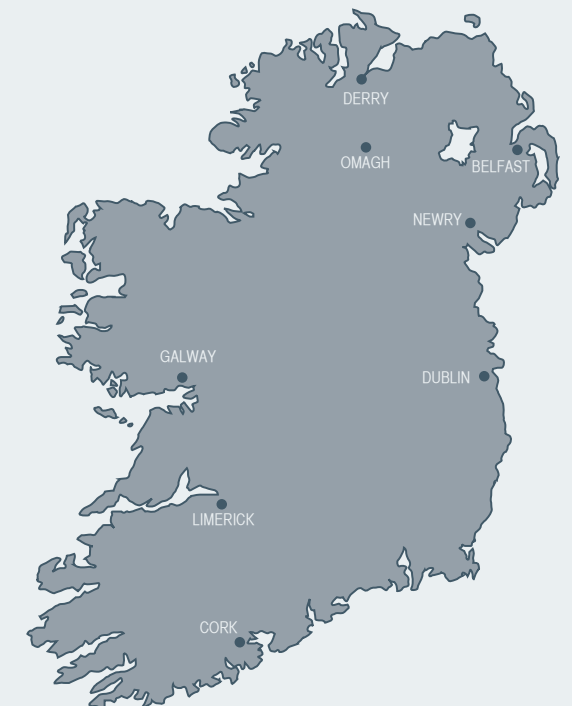 DERRY
OMAGH
BELFAST
NEWRY
GALWAY
DUBLIN
LIMERICK
CORK